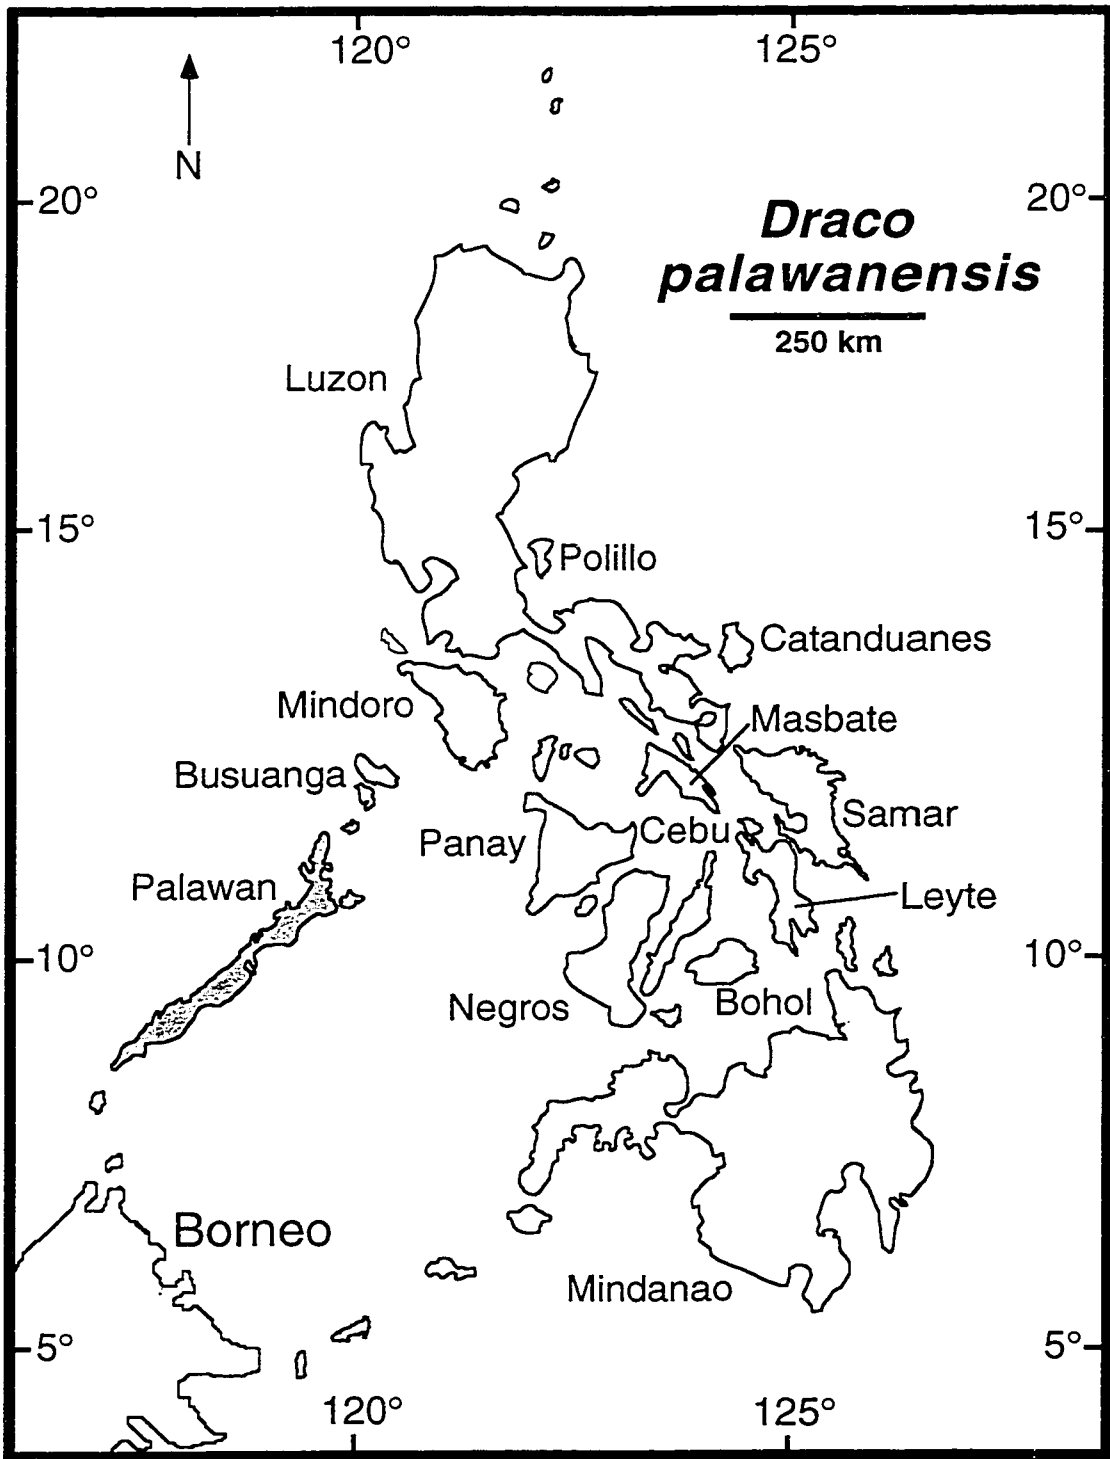 120°
125°
N
20°
20°
Draco
palawanensis
250 km
Luzon
15°
15°
Polillo
Catanduanes
Mindoro
Masbate
Busuanga
Samar
Panay
Cebu
Palawan
Leyte
10°
10°
Negros
Bohol
Borneo
Mindanao
5°
5°
120°
125°